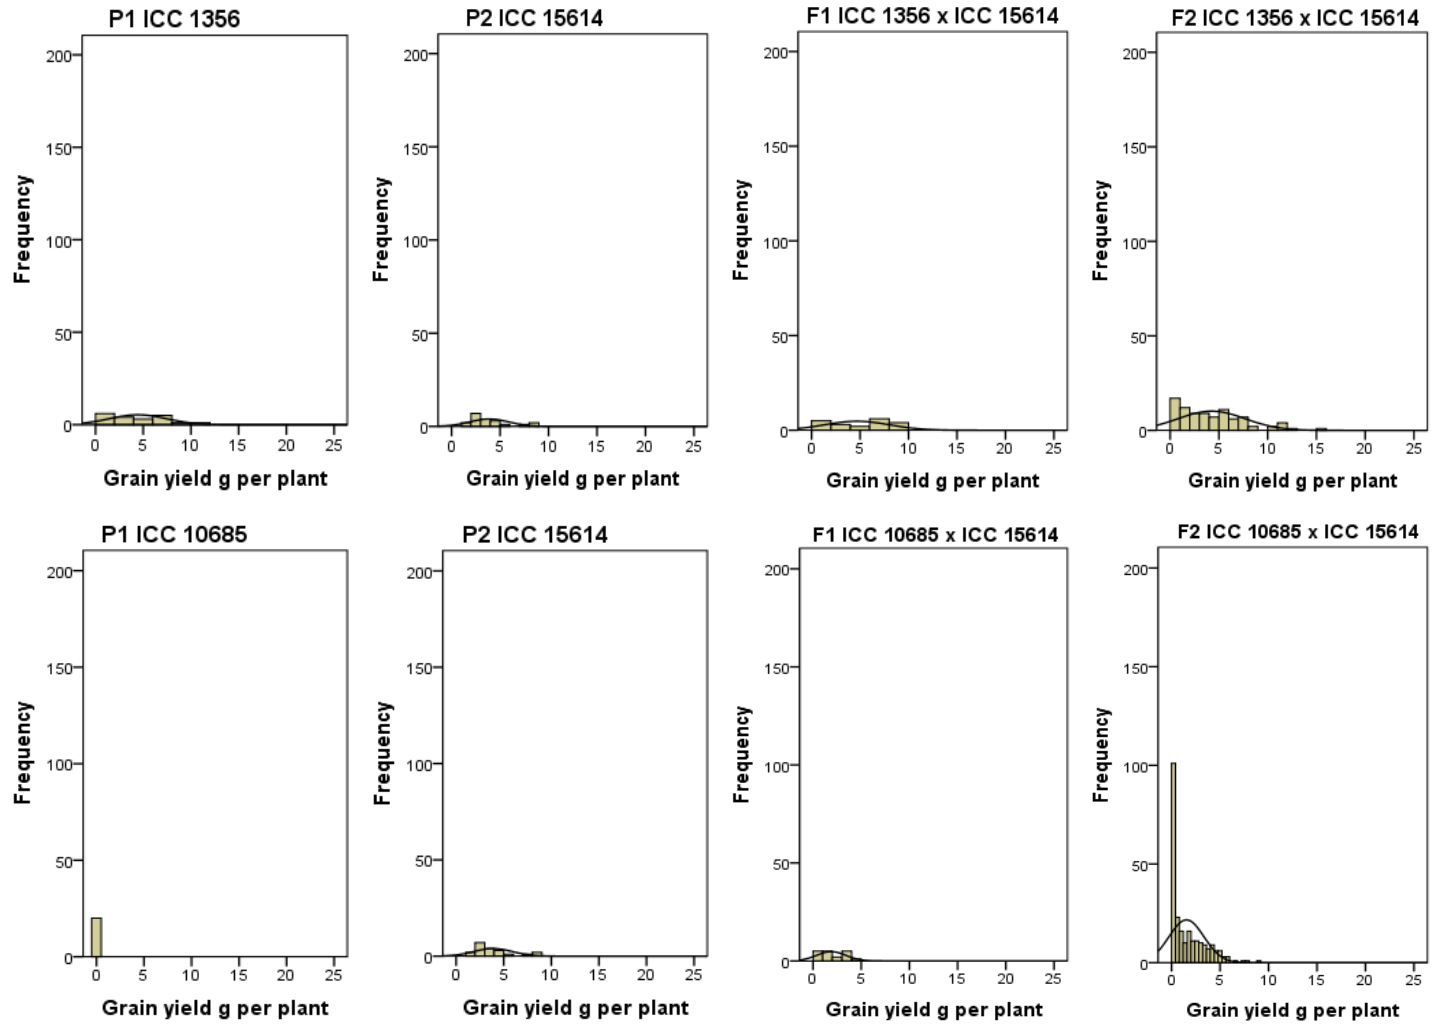 P1 ICC 1356
200
150
100
50
0
Frequency
0 5 10 15 20 25
Grain yield g per plant
P2 ICC 15614
200
150
100
50
0
Frequency
0 5 10 15 20 25
Grain yield g per plant
F1 ICC 1356 x ICC 15614
200
150
100
50
0
Frequency
0 5 10 15 20 25
Grain yield g per plant
F2 ICC 1356 x ICC 15614
200
150
100
50
0
Frequency
0 5 10 15 20 25
Grain yield g per plant
P1 ICC 10685
200
150
100
50
0
Frequency
0 5 10 15 20 25
Grain yield g per plant
P2 ICC 15614
200
150
100
50
0
Frequency
0 5 10 15 20 25
Grain yield g per plant
F1 ICC 10685 x ICC 15614
200
150
100
50
0
Frequency
0 5 10 15 20 25
Grain yield g per plant
F2 ICC 10685 x ICC 15614
200
150
100
50
0
Frequency
0 5 10 15 20 25
Grain yield g per plant